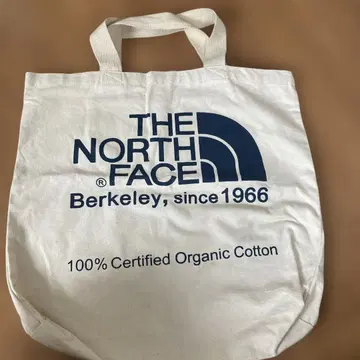 THE
NORTH
® FACE
Berkeley, since 1966
100% Certified Organic Cotton